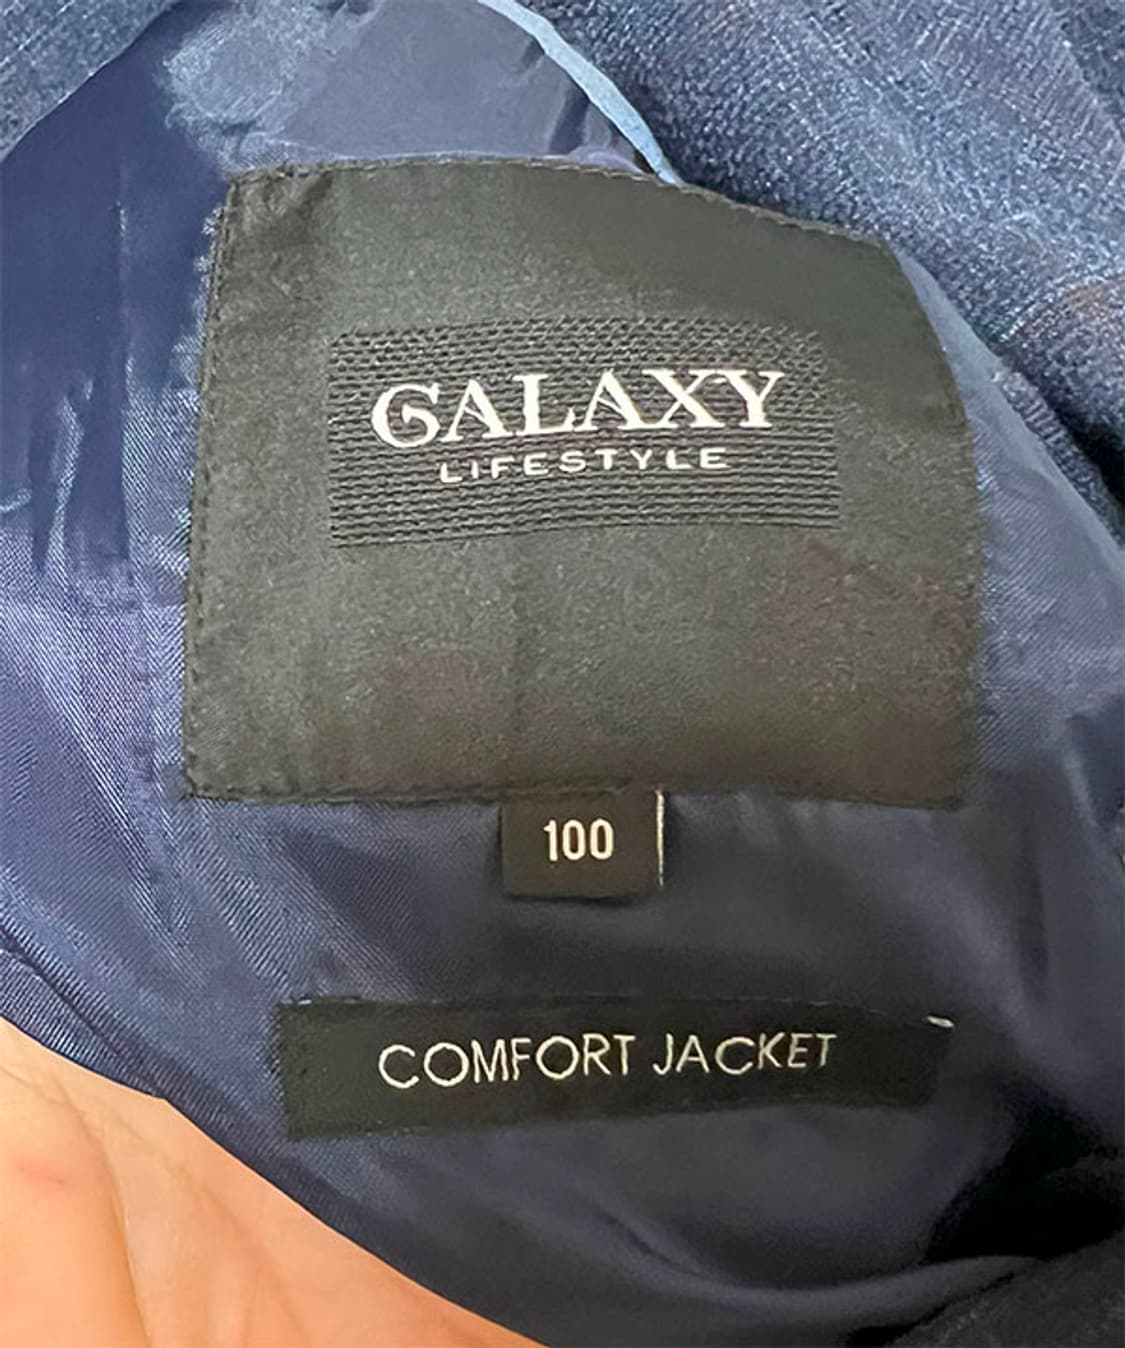 GALAXY
LIFESTYLE
100
COMFORT JACKET